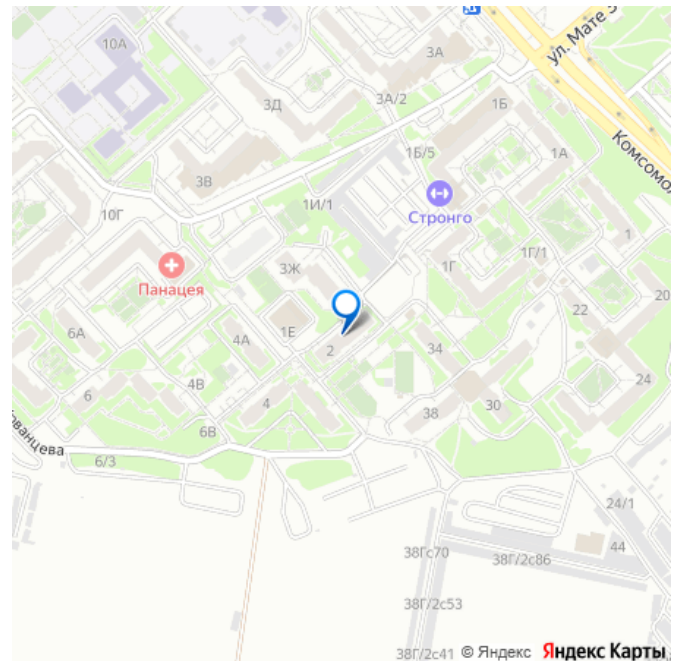 10А
3А
ул. Мате
3Д
3А/2
1Б
Комсомо
1Б/5
1А
3В
10Г
1И/1
Стронго
1
Панацея
3Ж
1Г
1Г/1
20
6А
4А
1Е
2
34
22
24
6
4В
4
38
30
6В
ованцева
6/3
24/1
44
38Гс70
38Г/2с86
38Г/2с53
38Г/2с41
© Яндекс
Яндекс Карты